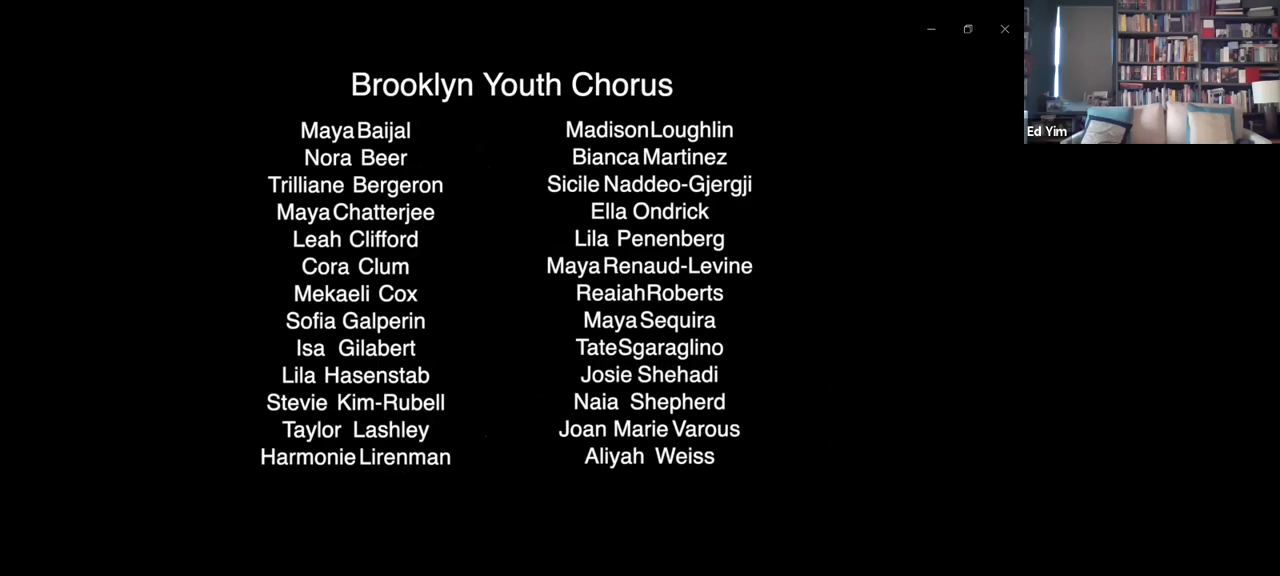 Brooklyn Youth Chorus
Maya Baijal
Nora Beer
Trilliane Bergeron
Maya Chatterjee
Leah Clifford
Cora Clum
Mekaeli Cox
Sofia Galperin
Isa Gilabert
Lila Hasenstab
Stevie Kim-Rubell
Taylor Lashley
Harmonie Lirenman
Madison Loughlin
Bianca Martinez
Sicile Naddeo-Gjergji
Ella Ondrick
Lila Penenberg
Maya Renaud-Levine
Reaiah Roberts
Maya Sequira
Tate Sgaraglino
Josie Shehadi
Naia Shepherd
Joan Marie Varous
Aliyah Weiss
Ed Yim